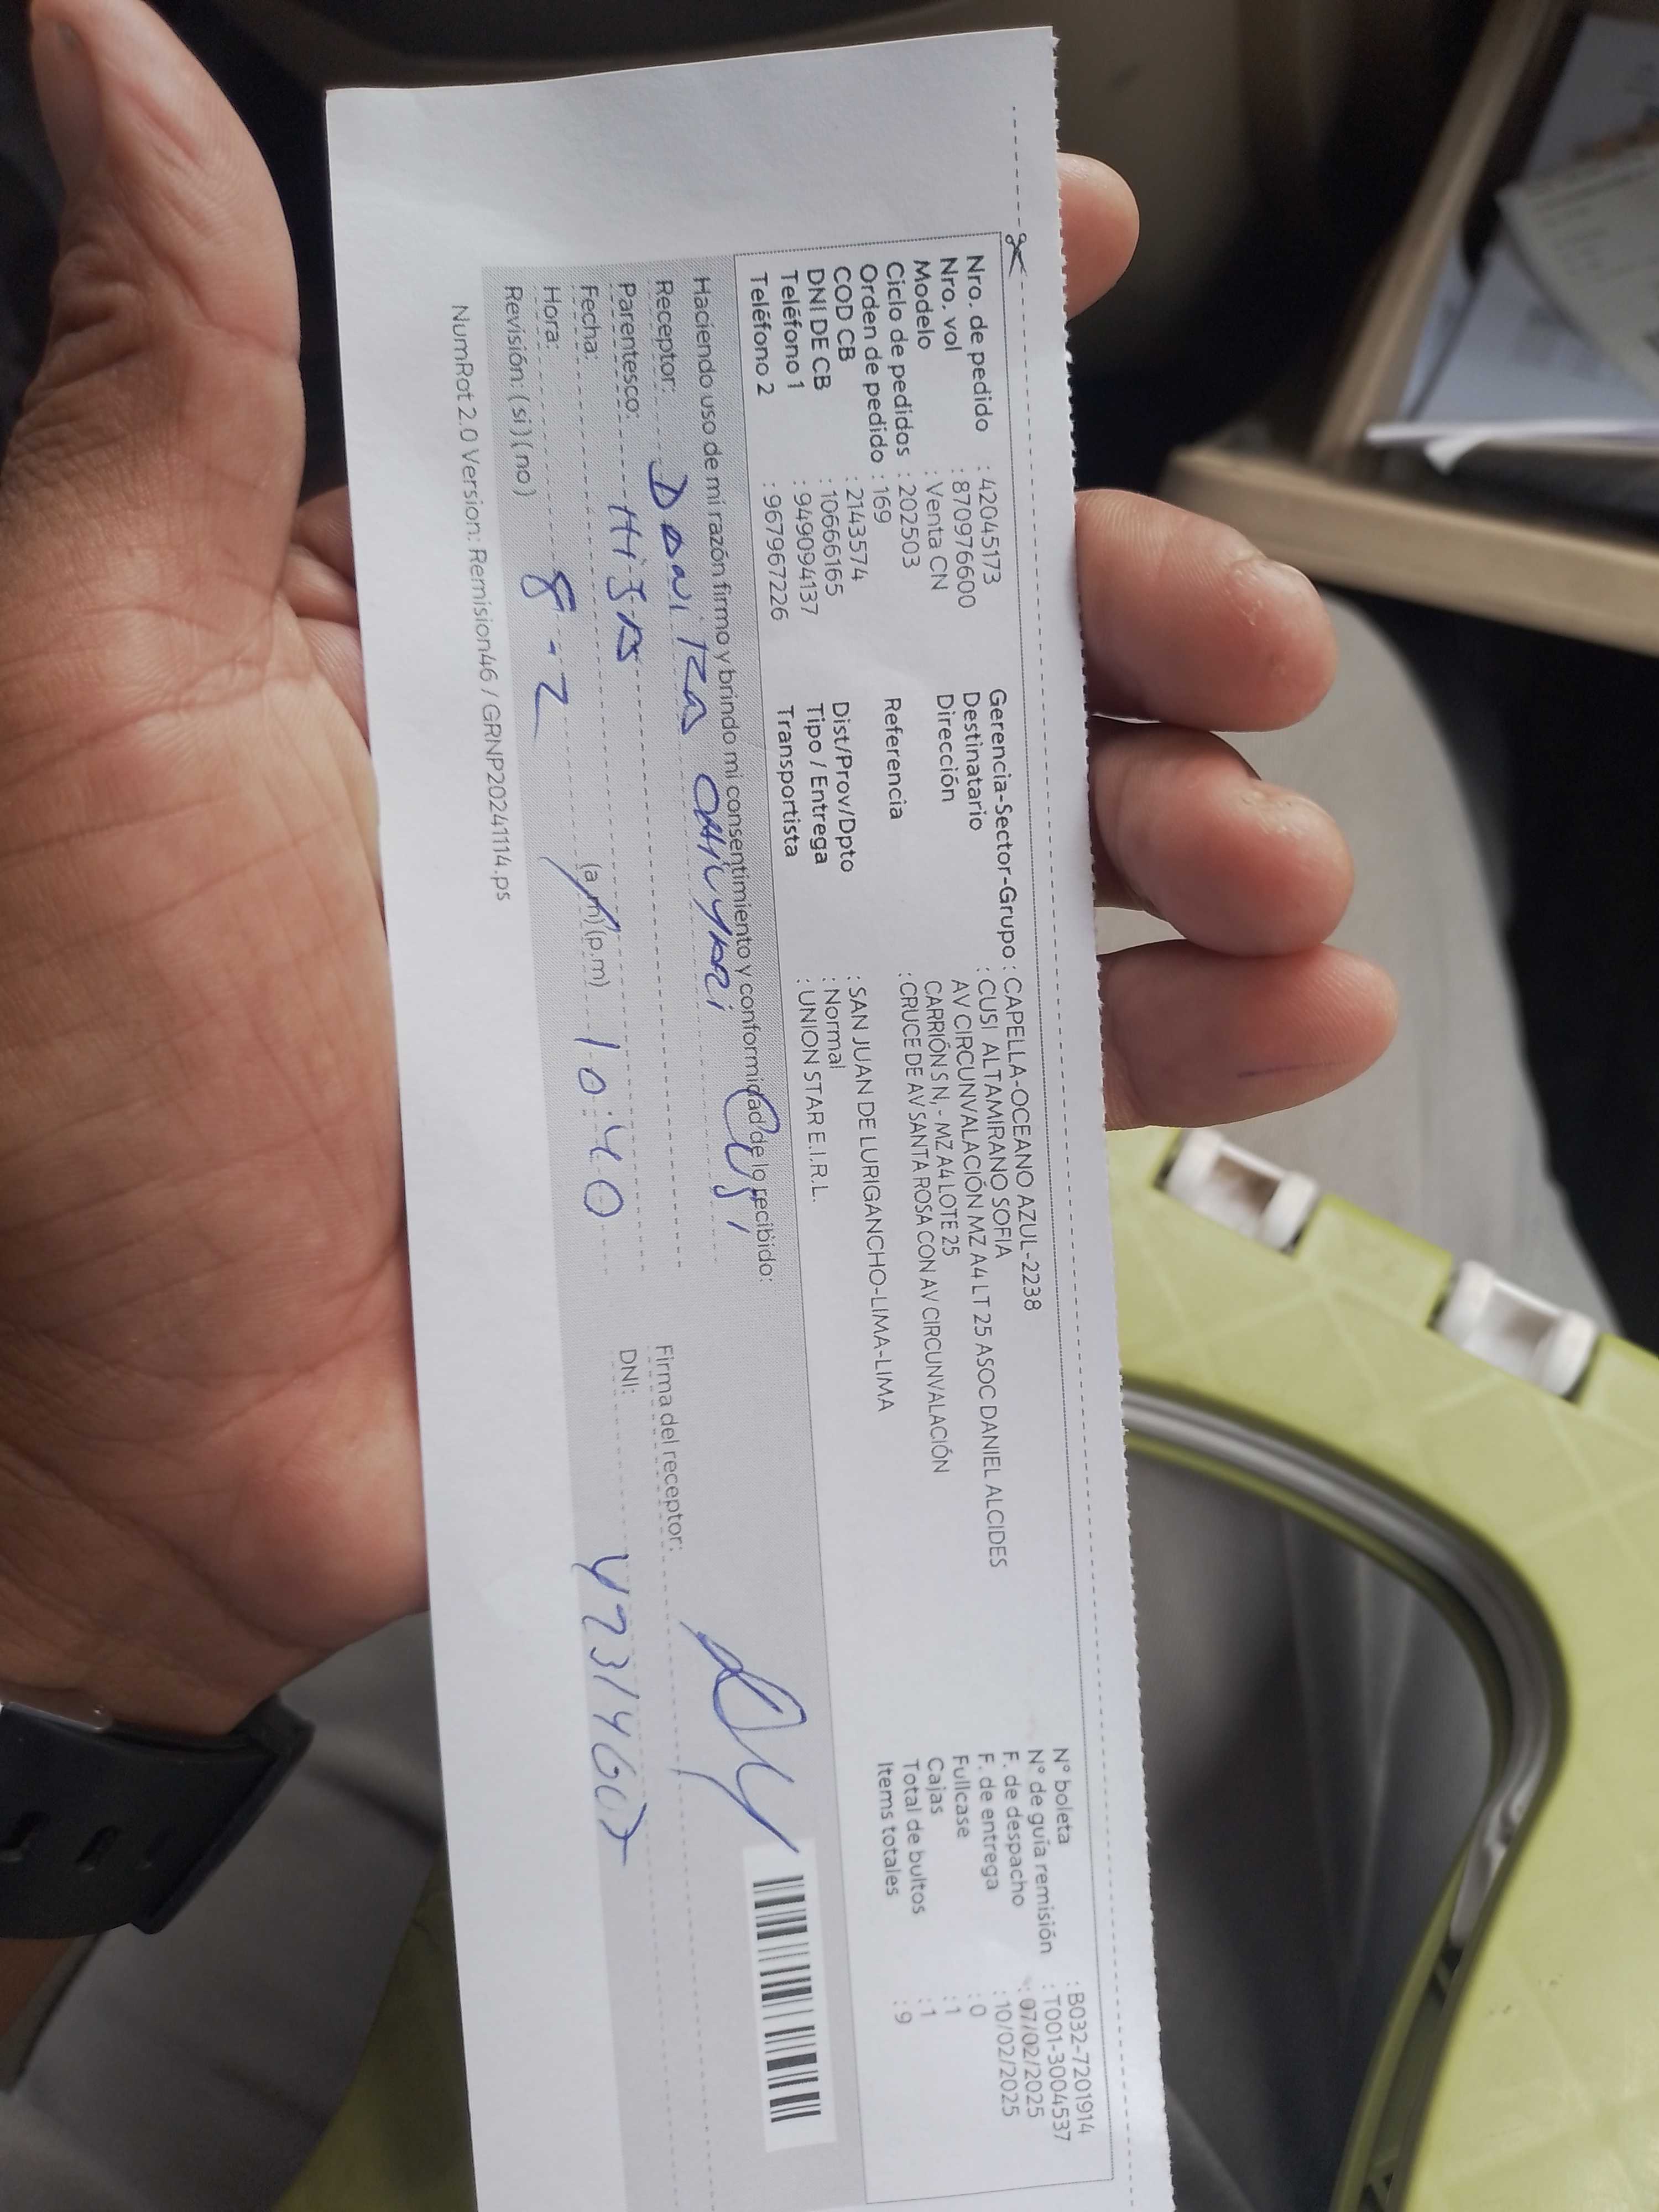 Nro. de pedido : 42045173
Nro. vol : 870976600
Modelo : Venta CN
Ciclo de pedidos : 202503
Orden de pedido : 169
COD CB : 2143574
DNI DE CB : 10666165
Teléfono 1 : 949094137
Teléfono 2 : 967967226
Gerencia-Sector-Grupo : CAPELLA-OCEANO AZUL-2238
Destinatario : CUSI ALTAMIRANO SOFIA
Dirección AV CIRCUNVALACIÓN MZ A4 LT 25 ASOC DANIEL ALCIDES
CARRIÓN S N, - MZ A4 LOTE 25
Referencia : CRUCE DE AV SANTA ROSA CON AV CIRCUNVALACIÓN
Dist/Prov/Dpto : SAN JUAN DE LURIGANCHO-LIMA-LIMA
Tipo / Entrega : Normal
Transportista : UNION STAR E.I.R.L.
N° boleta : B032-7201914
N° de guía remisión : T001-3004537
F. de despacho : 07/02/2025
F. de entrega : 10/02/2025
Fullcase : 0
Cajas : 1
Total de bultos : 1
Items totales : 9
Haciendo uso de mi razón firmo y brindo mi consentimiento y conformidad de lo recibido:
Receptor: DANITZA Cusi
Parentesco: HIJA
Fecha: 8-2
Hora: (a.m) (p.m) 10:40
Revisión: (si) (no)
Firma del receptor:
DNI: 47314607
NumRot 2.0 Version: Remision46 / GRNP20241114.ps